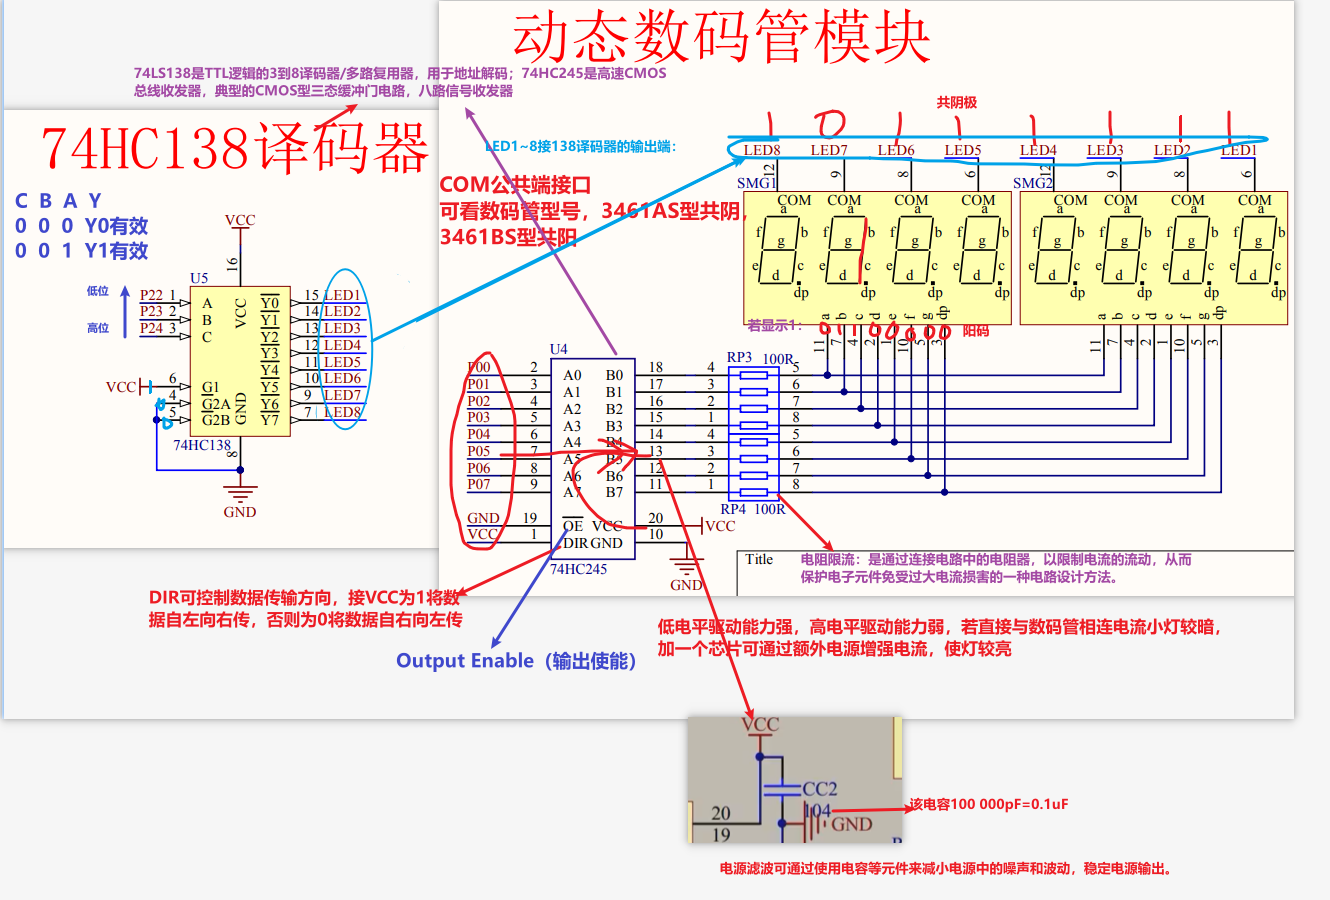 动态数码管模块
74LS138是TTL逻辑的3到8译码器/多路复用器，用于地址解码；74HC245是高速CMOS
总线收发器，典型的CMOS型三态缓冲门电路，八路信号收发器
74HC138译码器
C B A Y
0 0 0 Y0有效
0 0 1 Y1有效
低位
高位
VCC
16
U5
P22 1 A VCC Y0 15 LED1
P23 2 B Y1 14 LED2
P24 3 C Y2 13 LED3
Y3 12 LED4
Y4 11 LED5
VCC 6 G1 Y5 10 LED6
4 G2A GND Y6 9 LED7
5 G2B Y7 7 LED8
1
0
0
74HC138
8
GND
LED1~8接138译码器的输出端：
COM公共端接口
可看数码管型号，3461AS型共阴，
3461BS型共阳
共阴极
1 0 1 1 1 1 1 1
LED8 LED7 LED6 LED5 LED4 LED3 LED2 LED1
12 9 8 6 12 9 8 6
SMG1 SMG2
COM COM COM COM COM COM COM COM
a a a a a a a a
f b f b f b f b f b f b f b f b
g g g g g g g g
e c e c e c e c e c e c e c e c
d d d d d d d d
dp dp dp dp dp dp dp dp
a b c d e f g dp a b c d e f g dp
若显示1：
0 1 1 0 0 0 0 0
阳码
11 7 4 2 1 10 5 3 11 7 4 2 1 10 5 3
U4
RP3 100R
P00 2 A0 B0 18 4 5
P01 3 A1 B1 17 3 6
P02 4 A2 B2 16 2 7
P03 5 A3 B3 15 1 8
P04 6 A4 B4 14 4 5
P05 7 A5 B5 13 3 6
P06 8 A6 B6 12 2 7
P07 9 A7 B7 11 1 8
RP4 100R
GND 19 OE VCC 20 VCC
VCC 1 DIR GND 10
74HC245
GND
Title
电阻限流：是通过连接电路中的电阻器，以限制电流的流动，从而
保护电子元件免受过大电流损害的一种电路设计方法。
DIR可控制数据传输方向，接VCC为1将数
据自左向右传，否则为0将数据自右向左传
Output Enable（输出使能）
低电平驱动能力强，高电平驱动能力弱，若直接与数码管相连电流小灯较暗，
加一个芯片可通过额外电源增强电流，使灯较亮
VCC
CC2
104
20
19
GND
该电容100 000pF=0.1uF
电源滤波可通过使用电容等元件来减小电源中的噪声和波动，稳定电源输出。